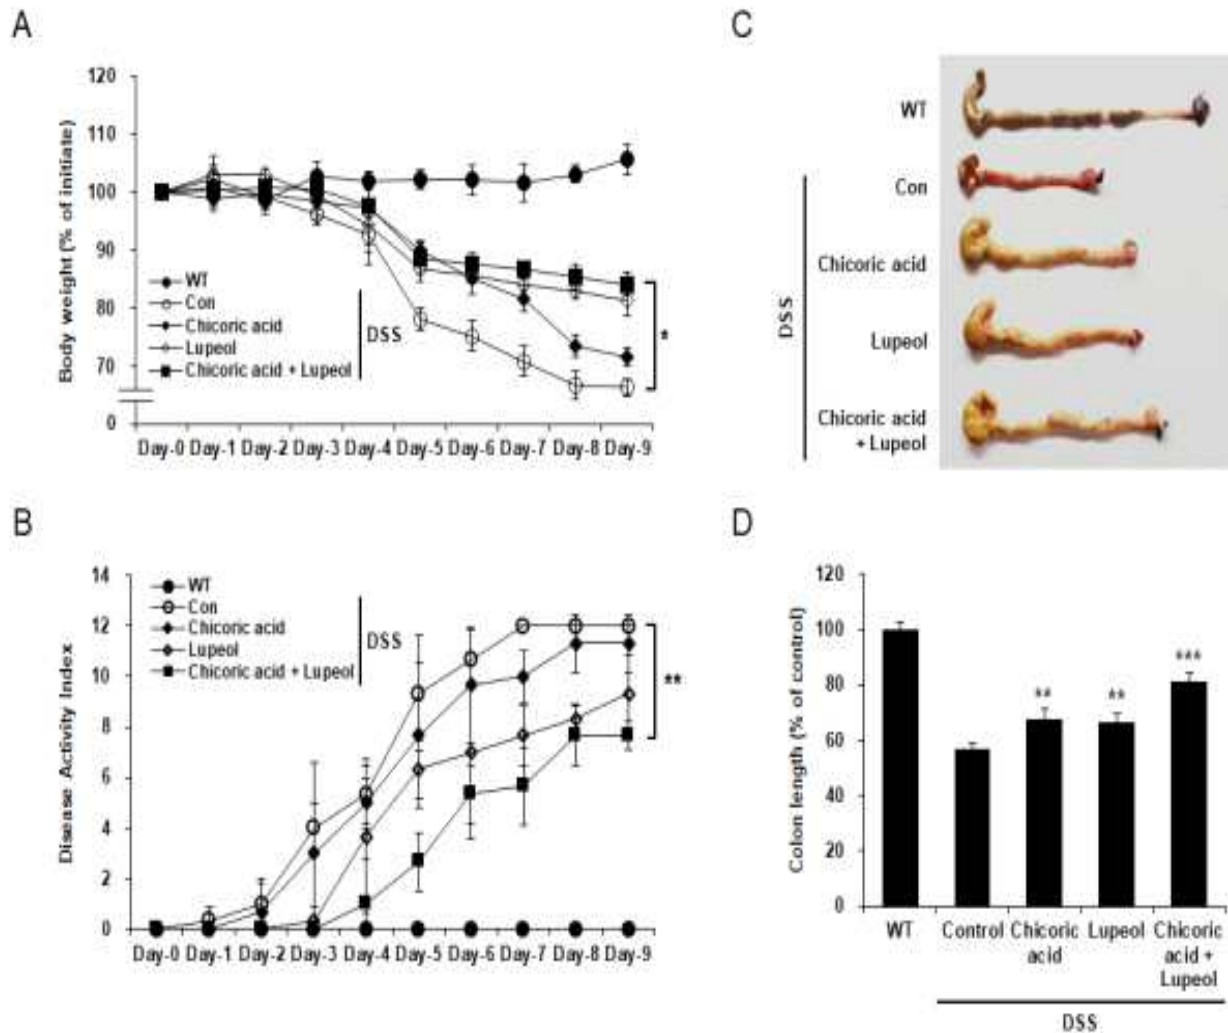 A
120
110
100
90
80
70
0
Body weight (% of initiate)
WT
Con
Chicoric acid
Lupeol
Chicoric acid + Lupeol
DSS
*
Day-0 Day-1 Day-2 Day-3 Day-4 Day-5 Day-6 Day-7 Day-8 Day-9
B
14
12
10
8
6
4
2
0
Disease Activity Index
WT
Con
Chicoric acid
Lupeol
Chicoric acid + Lupeol
DSS
**
Day-0 Day-1 Day-2 Day-3 Day-4 Day-5 Day-6 Day-7 Day-8 Day-9
C
WT
Con
Chicoric acid
Lupeol
Chicoric acid
+ Lupeol
DSS
D
120
100
80
60
40
20
0
Colon length (% of control)
**
**
***
WT
Control
Chicoric
acid
Lupeol
Chicoric
acid +
Lupeol
DSS